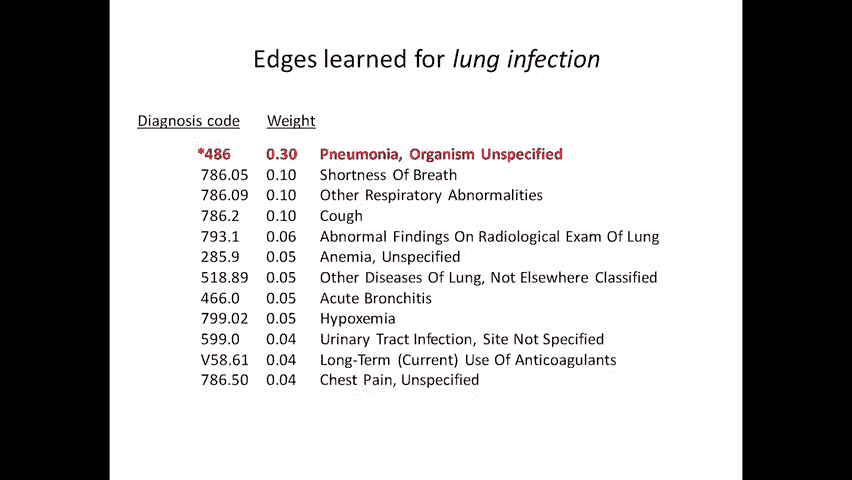 Edges learned for lung infection
Diagnosis code Weight
*486 0.30 Pneumonia, Organism Unspecified
786.05 0.10 Shortness Of Breath
786.09 0.10 Other Respiratory Abnormalities
786.2 0.10 Cough
793.1 0.06 Abnormal Findings On Radiological Exam Of Lung
285.9 0.05 Anemia, Unspecified
518.89 0.05 Other Diseases Of Lung, Not Elsewhere Classified
466.0 0.05 Acute Bronchitis
799.02 0.05 Hypoxemia
599.0 0.04 Urinary Tract Infection, Site Not Specified
V58.61 0.04 Long-Term (Current) Use Of Anticoagulants
786.50 0.04 Chest Pain, Unspecified